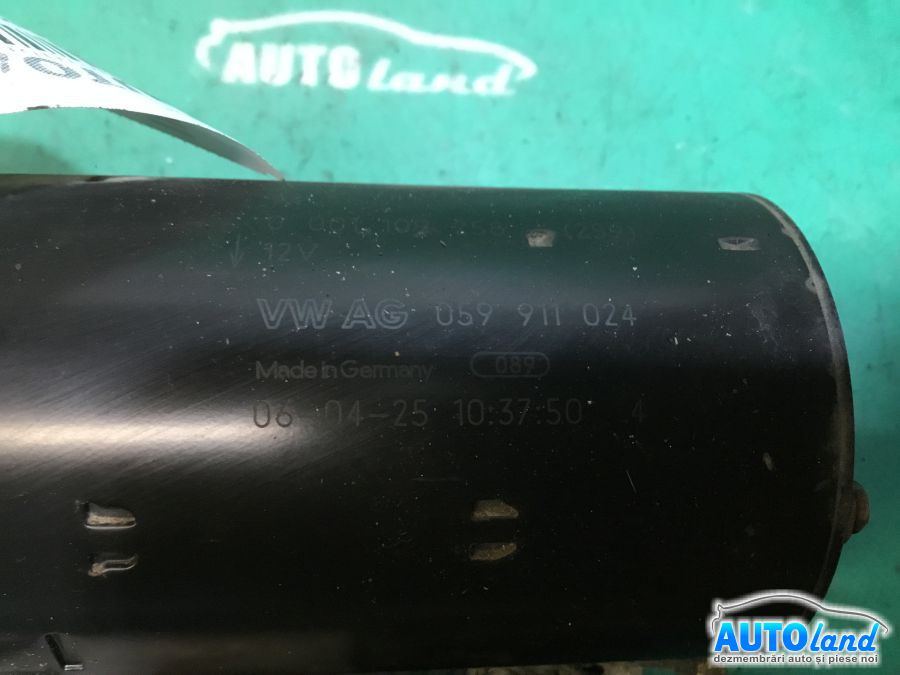 AUTOland
12V
VW AG 059 911 024
Made in Germany 089
06-04-25 10:37:50 4
AUTOland
dezmembrări auto și piese noi